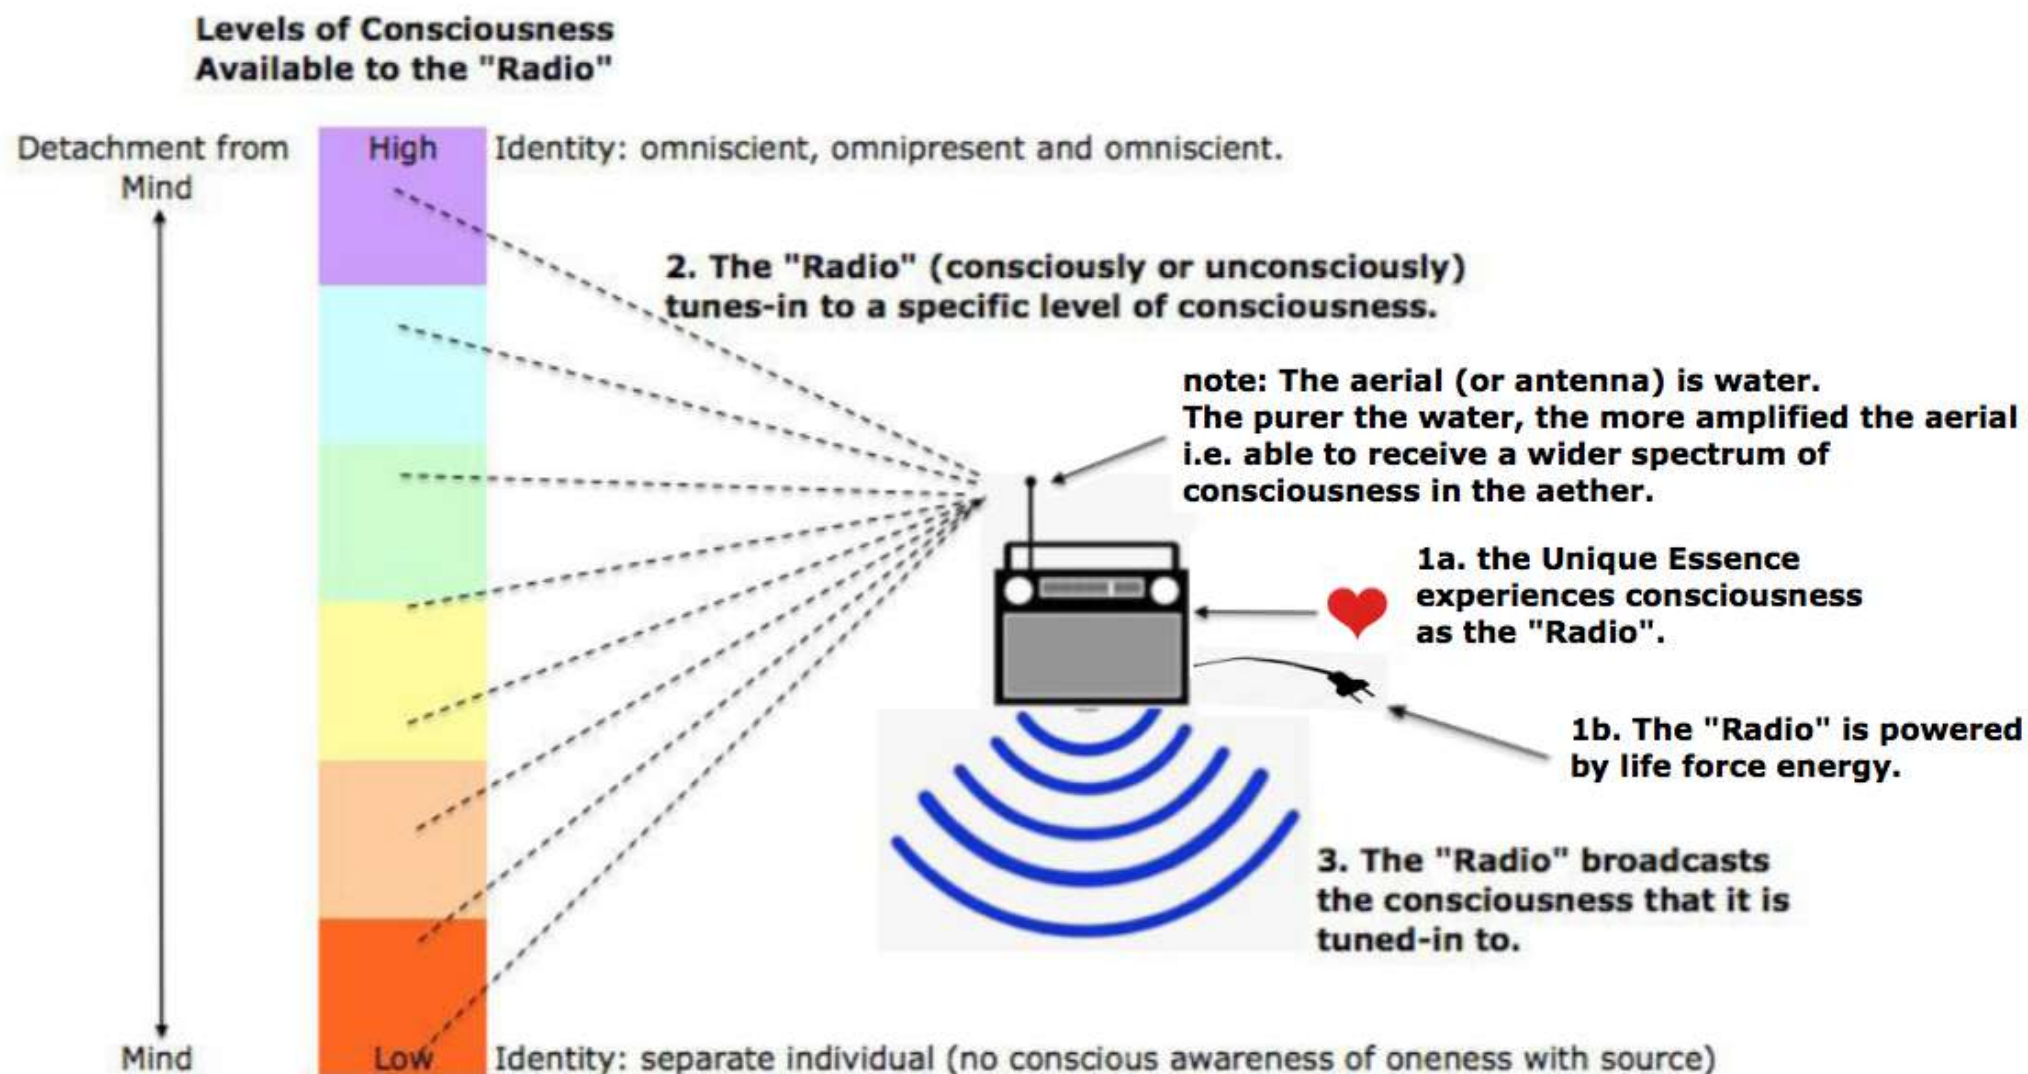 Levels of Consciousness
Available to the "Radio"
Detachment from
Mind
High
Identity: omniscient, omnipresent and omniscient.
2. The "Radio" (consciously or unconsciously)
tunes-in to a specific level of consciousness.
note: The aerial (or antenna) is water.
The purer the water, the more amplified the aerial
i.e. able to receive a wider spectrum of
consciousness in the aether.
1a. the Unique Essence
experiences consciousness
as the "Radio".
1b. The "Radio" is powered
by life force energy.
3. The "Radio" broadcasts
the consciousness that it is
tuned-in to.
Mind
Low
Identity: separate individual (no conscious awareness of oneness with source)